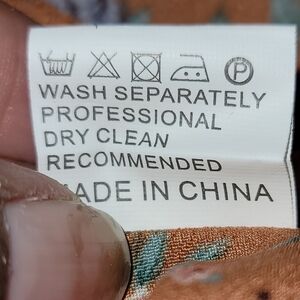 WASH SEPARATELY
PROFESSIONAL
DRY CLEAN
RECOMMENDED
MADE IN CHINA